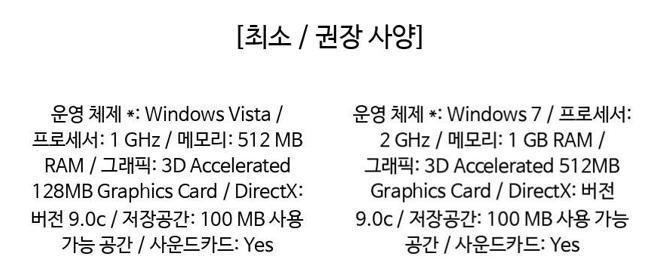 [최소 / 권장 사양]
운영 체제 *: Windows Vista /
프로세서: 1 GHz / 메모리: 512 MB
RAM / 그래픽: 3D Accelerated
128MB Graphics Card / DirectX:
버전 9.0c / 저장공간: 100 MB 사용
가능 공간 / 사운드카드: Yes
운영 체제 *: Windows 7 / 프로세서:
2 GHz / 메모리: 1 GB RAM /
그래픽: 3D Accelerated 512MB
Graphics Card / DirectX: 버전
9.0c / 저장공간: 100 MB 사용 가능
공간 / 사운드카드: Yes